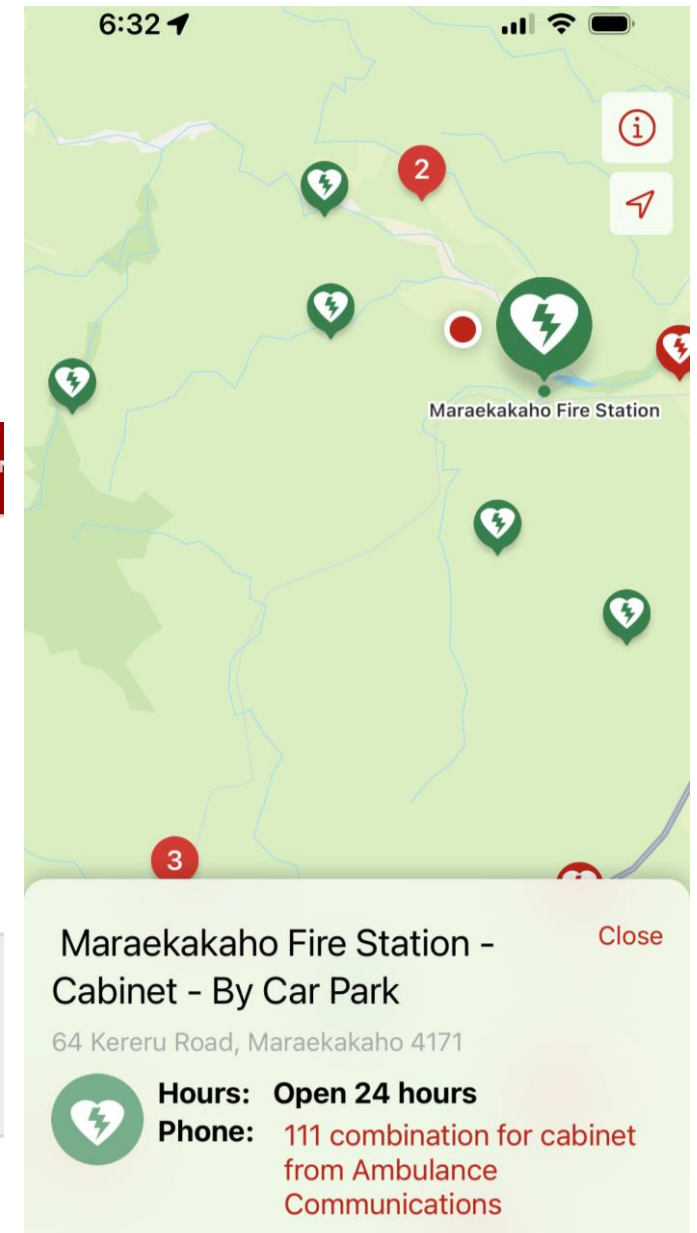 6:32
2
Maraekakaho Fire Station
3
Maraekakaho Fire Station -
Cabinet - By Car Park
Close
64 Kereru Road, Maraekakaho 4171
Hours: Open 24 hours
Phone: 111 combination for cabinet
from Ambulance
Communications